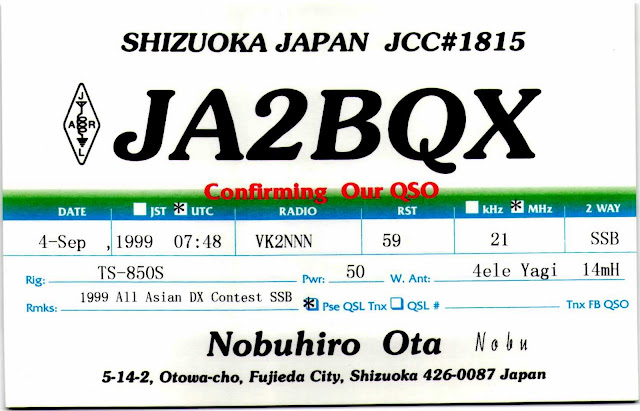 SHIZUOKA JAPAN JCC#1815
J
A R
L
JA2BQX
Confirming Our QSO
DATE JST * UTC RADIO RST kHz * MHz 2 WAY
4-Sep ,1999 07:48 VK2NNN 59 21 SSB
Rig: TS-850S Pwr: 50 W. Ant: 4ele Yagi 14mH
Rmks: 1999 All Asian DX Contest SSB * Pse QSL Tnx QSL # Tnx FB QSO
Nobuhiro Ota Nobu
5-14-2, Otowa-cho, Fujieda City, Shizuoka 426-0087 Japan